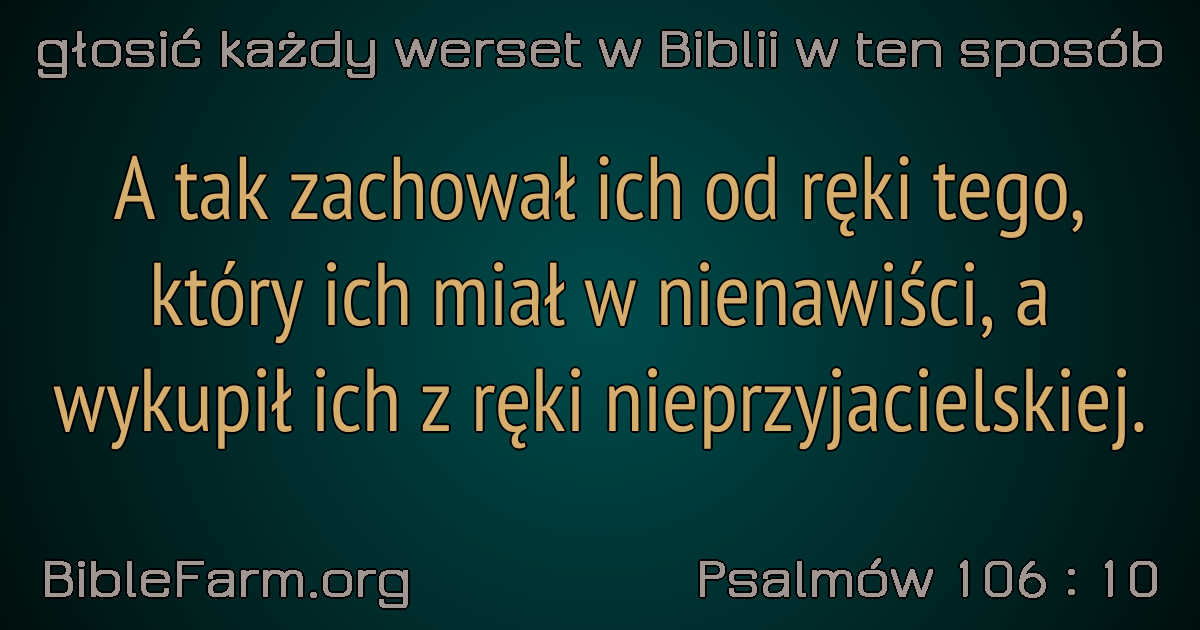 głosić każdy werset w Biblii w ten sposób
A tak zachował ich od ręki tego,
który ich miał w nienawiści, a
wykupił ich z ręki nieprzyjacielskiej.
BibleFarm.org
Psalmów 106 : 10